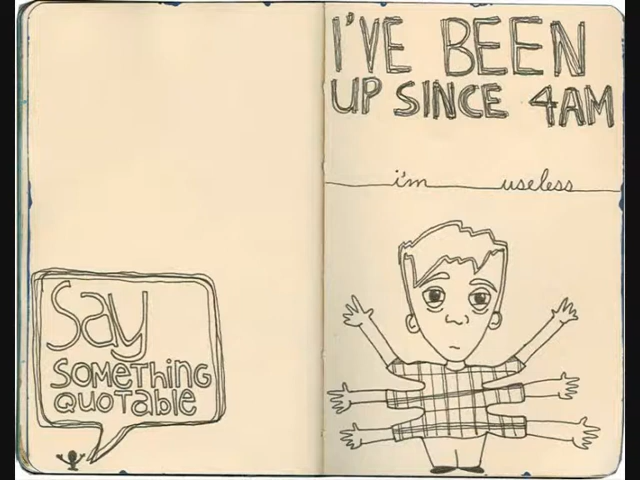 Say
SOMeTHing
QUOTable
I'VE BEEN
UP SINCE 4AM
i'm useless